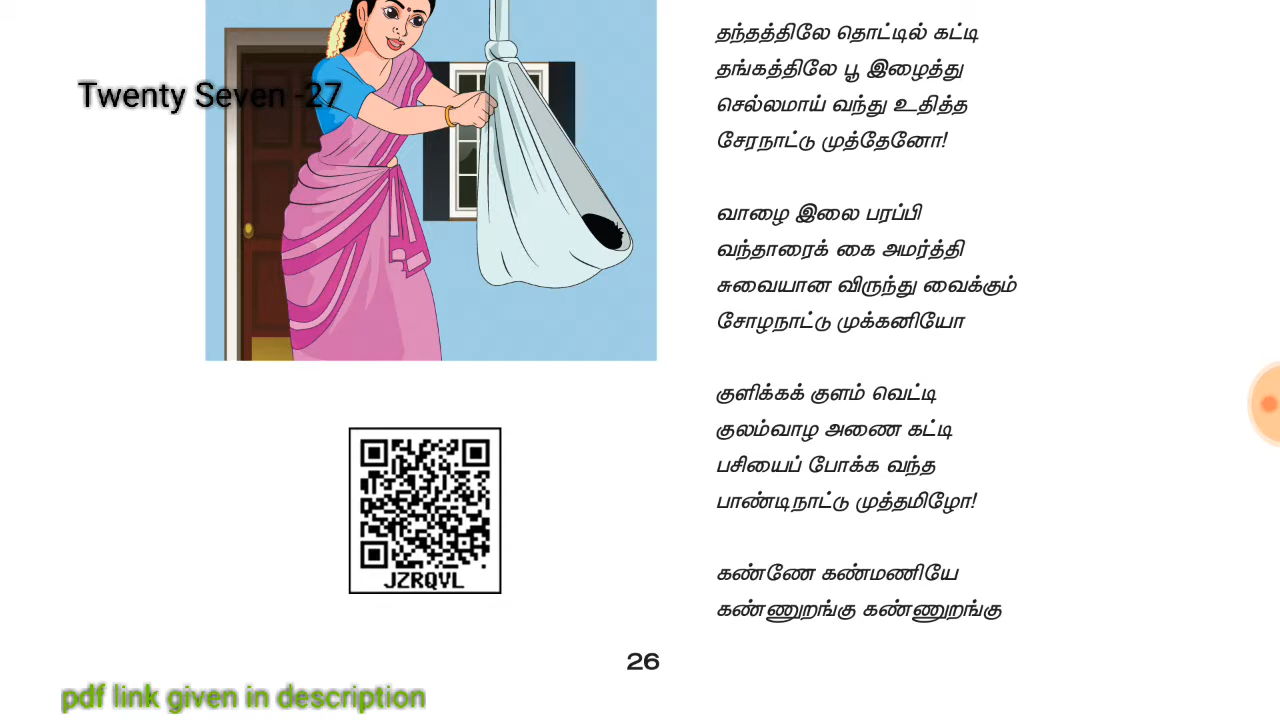 Twenty Seven -27
தந்தத்திலே தொட்டில் கட்டி
தங்கத்திலே பூ இழைத்து
செல்லமாய் வந்து உதித்த
சேரநாட்டு முத்தேனோ!
வாழை இலை பரப்பி
வந்தாரைக் கை அமர்த்தி
சுவையான விருந்து வைக்கும்
சோழநாட்டு முக்கனியோ
குளிக்கக் குளம் வெட்டி
குலம்வாழ அணை கட்டி
பசியைப் போக்க வந்த
பாண்டிநாட்டு முத்தமிழோ!
கண்ணே கண்மணியே
கண்ணுறங்கு கண்ணுறங்கு
JZRQVL
26
pdf link given in description